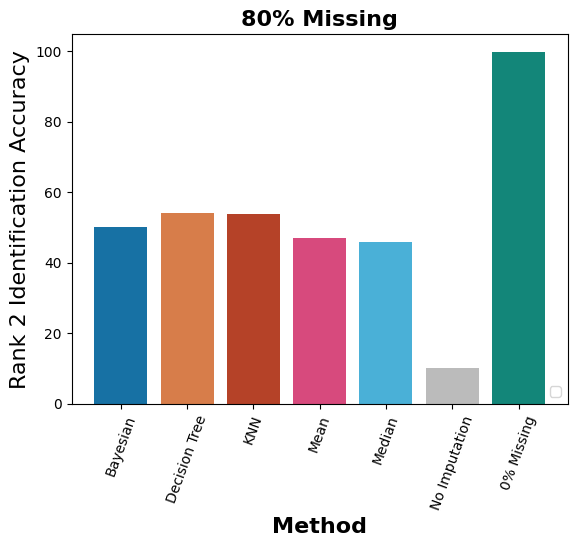 80% Missing
Rank 2 Identification Accuracy
100
80
60
40
20
0
Bayesian
Decision Tree
KNN
Mean
Median
No Imputation
0% Missing
Method